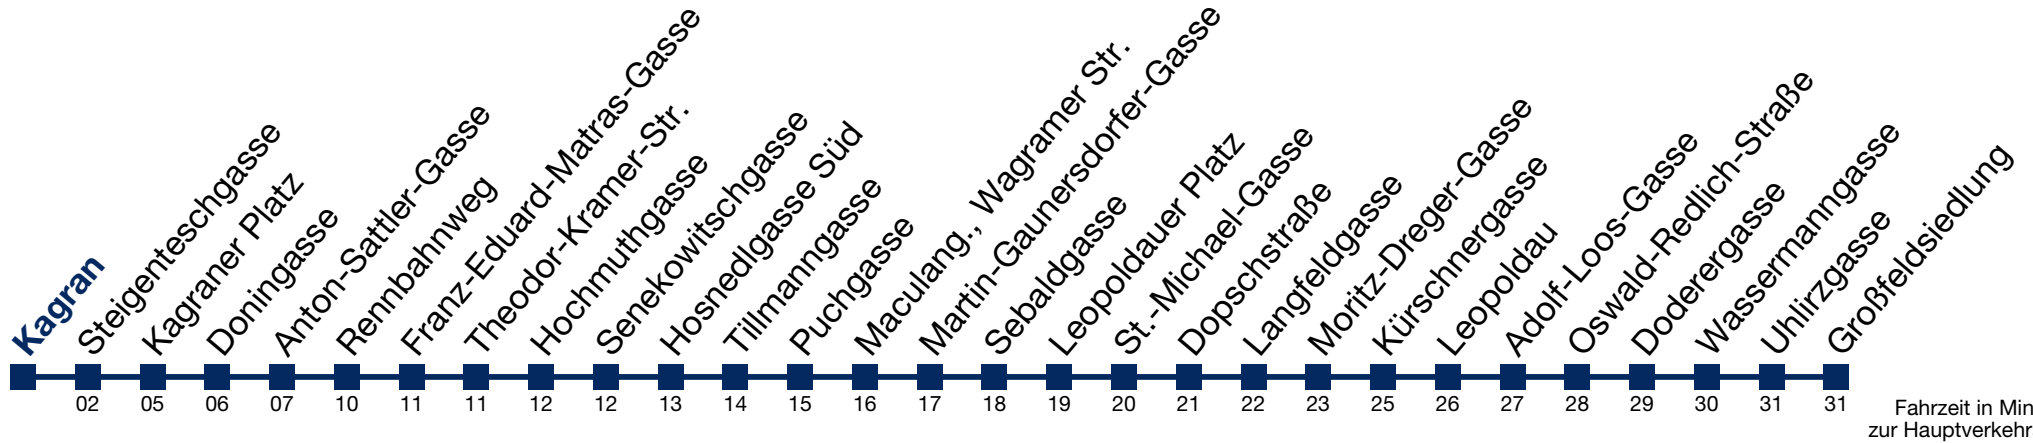 Kagran
Steigenteschgasse
Kagraner Platz
Domingasse
Anton-Sattler-Gasse
Rennbahnweg
Franz-Eduard-Matras-Gasse
Theodor-Kramer-Str.
Hochmuthgasse
Senekowitschgasse
Hosnedlgasse Süd
Tillmanngasse
Puchgasse
Maculang., Wagramer Str.
Martin-Gaunersdorfer-Gasse
Sebaldgasse
Leopoldauer Platz
St.-Michael-Gasse
Dopschstraße
Langfeldgasse
Moritz-Dreger-Gasse
Kürschnergasse
Leopoldau
Adolf-Loos-Gasse
Oswald-Redlich-Straße
Doderergasse
Wassermanngasse
Uhlirzgasse
Großfeldsiedlung
02 05 06 07 10 11 11 12 12 13 14 15 16 17 18 19 20 21 22 23 25 26 27 28 29 30 31 31
Fahrzeit in Min
zur Hauptverkehr